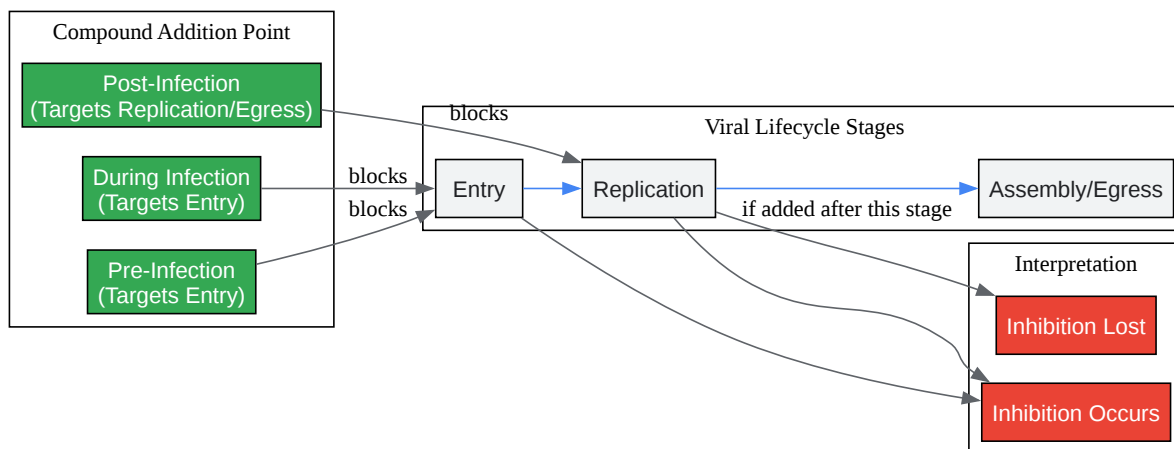 Compound Addition Point
Post-Infection
(Targets Replication/Egress)
During Infection
(Targets Entry)
Pre-Infection
(Targets Entry)
blocks
blocks
blocks
Viral Lifecycle Stages
Entry
Replication
Assembly/Egress
if added after this stage
Interpretation
Inhibition Lost
Inhibition Occurs